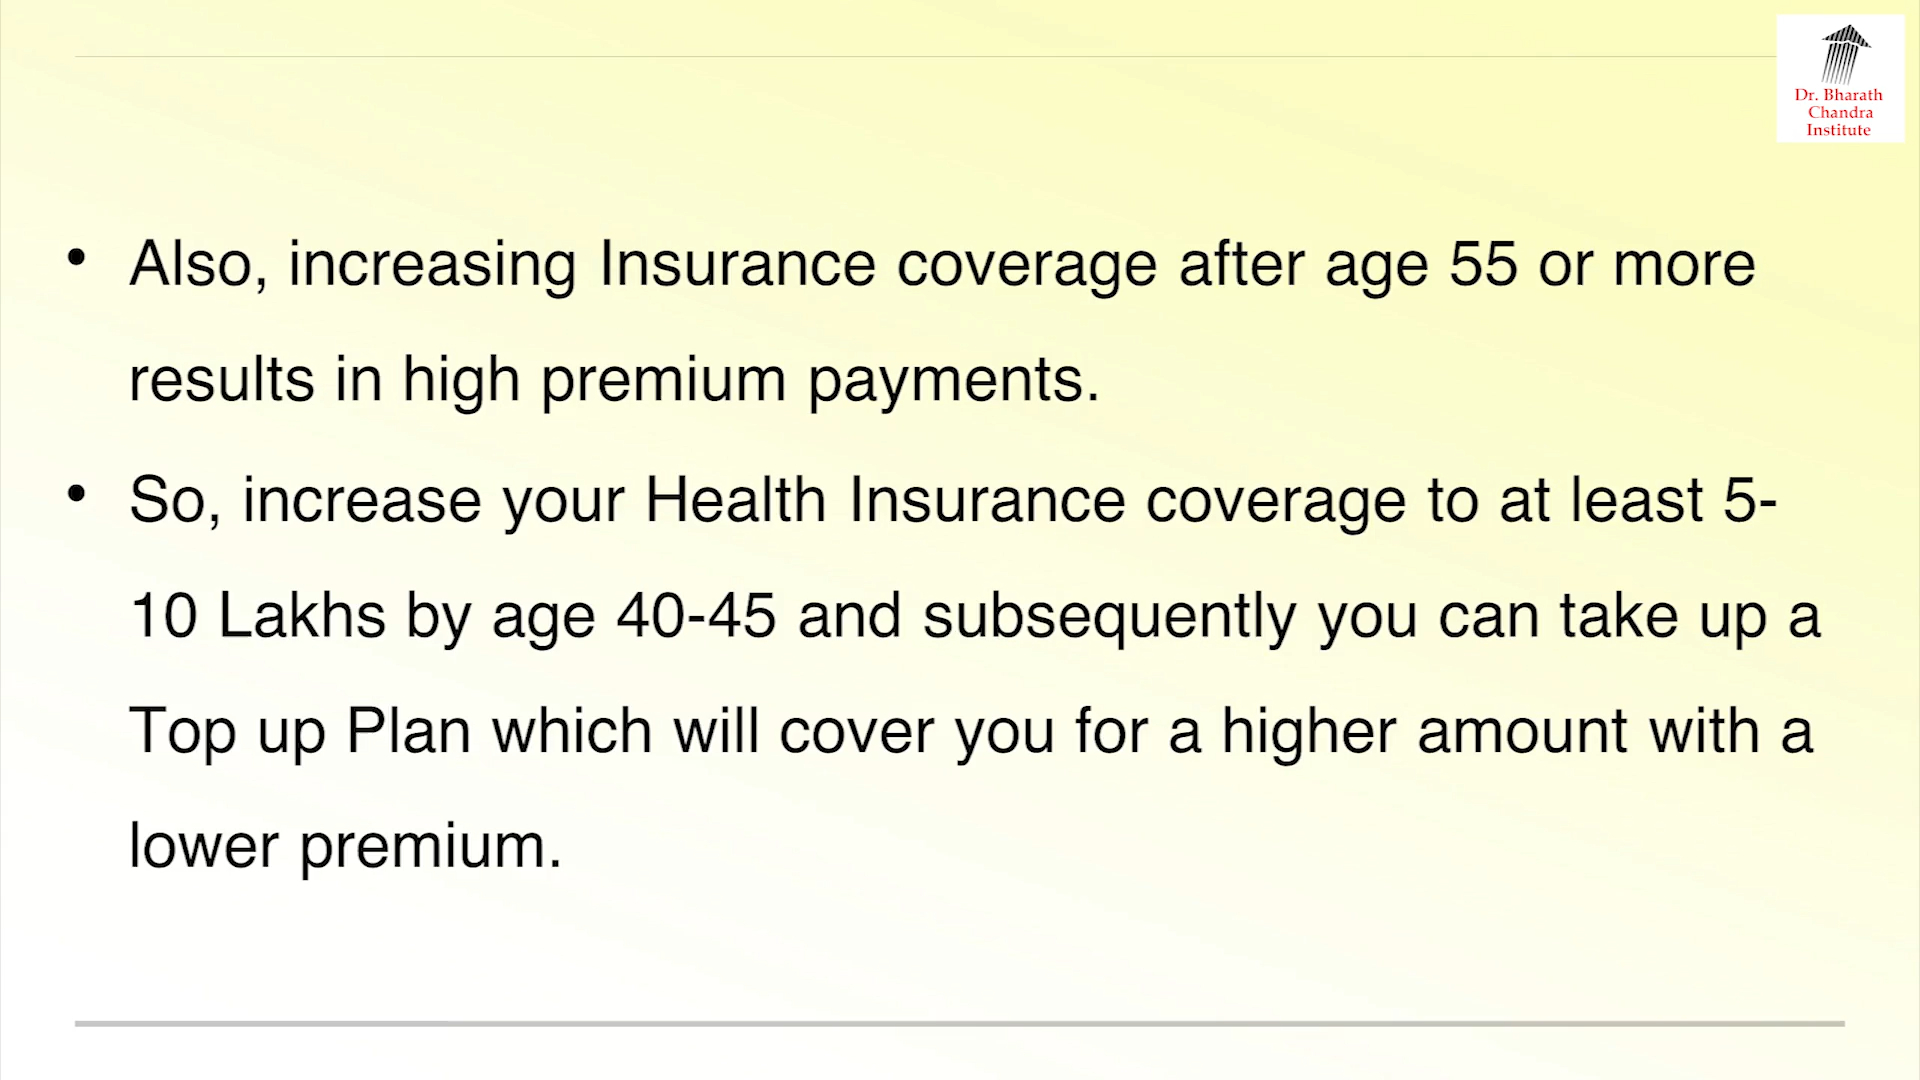 Dr. Bharath
Chandra
Institute
• Also, increasing Insurance coverage after age 55 or more
results in high premium payments.
• So, increase your Health Insurance coverage to at least 5-
10 Lakhs by age 40-45 and subsequently you can take up a
Top up Plan which will cover you for a higher amount with a
lower premium.